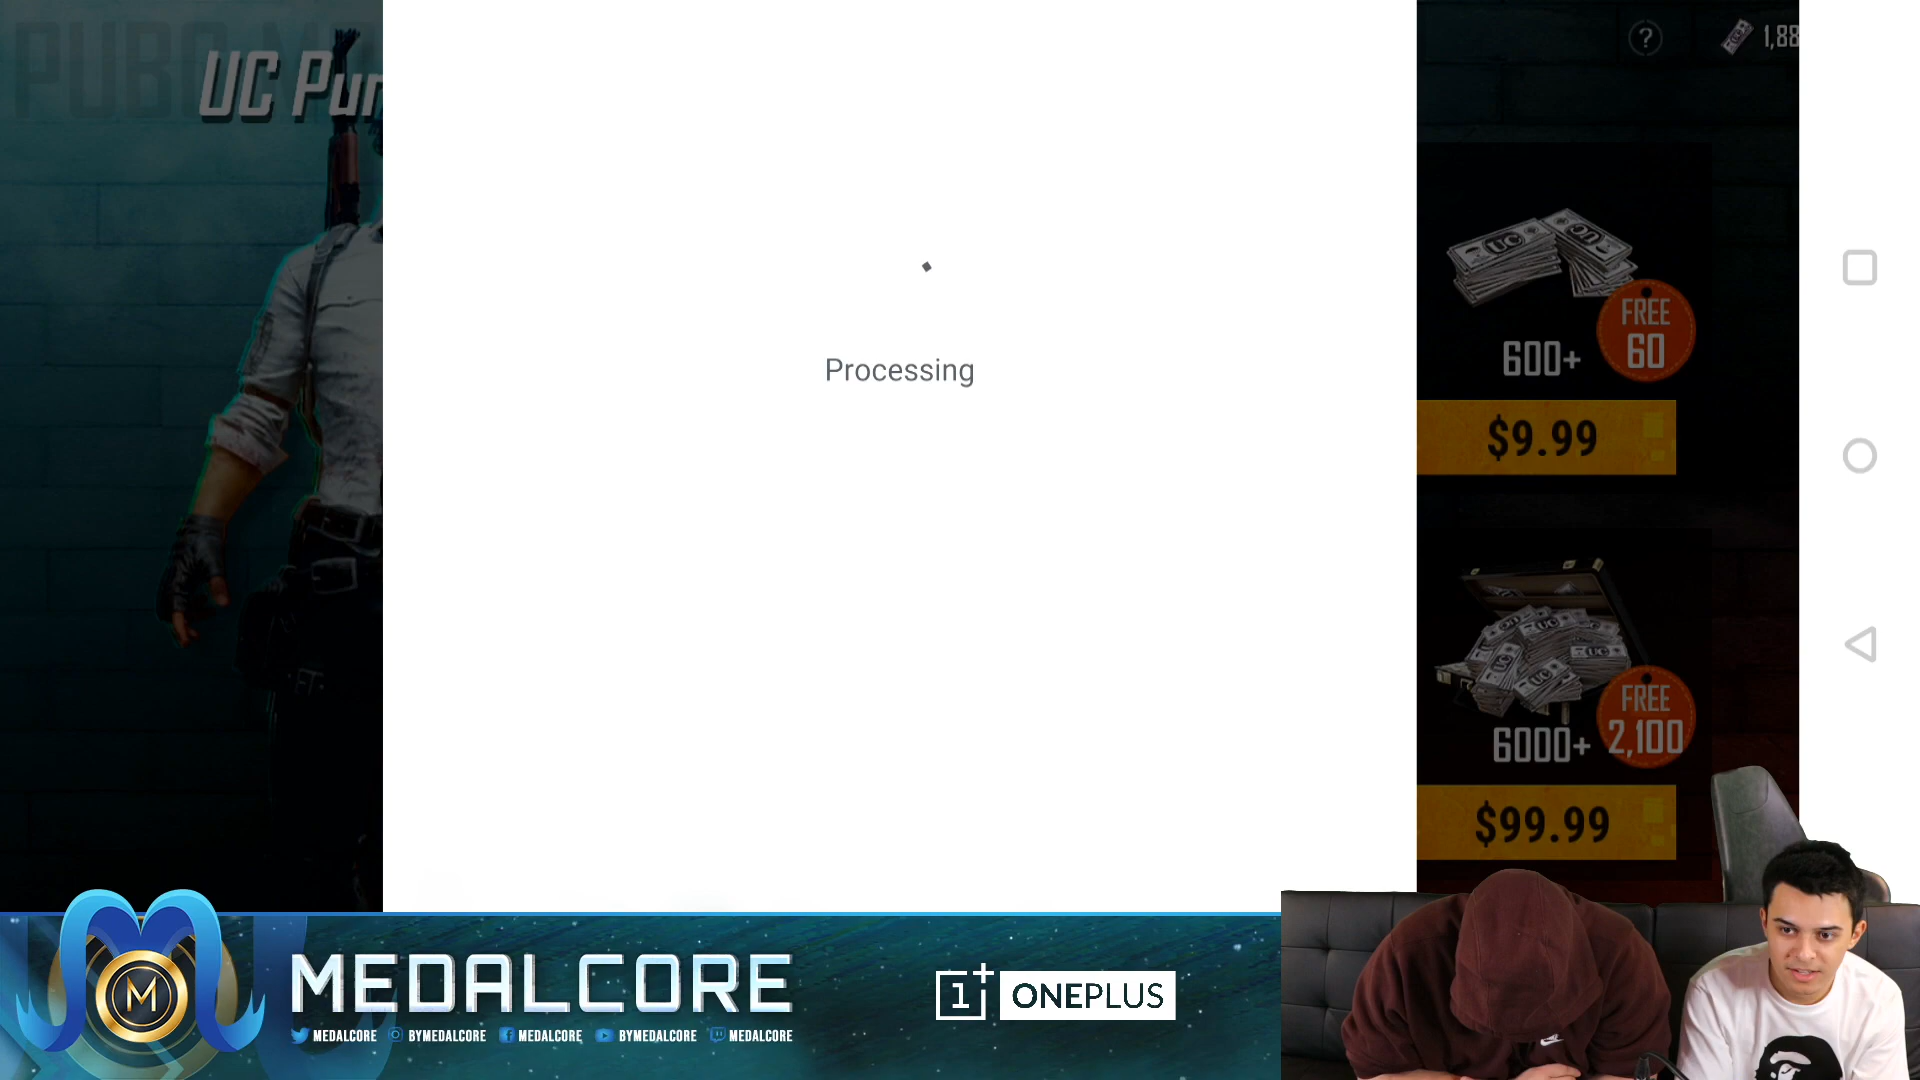 UC Pur
1,88
Processing
FREE
60
600+
$9.99
FREE
2,100
6000+
$99.99
M
MEDALCORE
MEDALCORE BYMEDALCORE MEDALCORE BYMEDALCORE MEDALCORE
1+ ONEPLUS